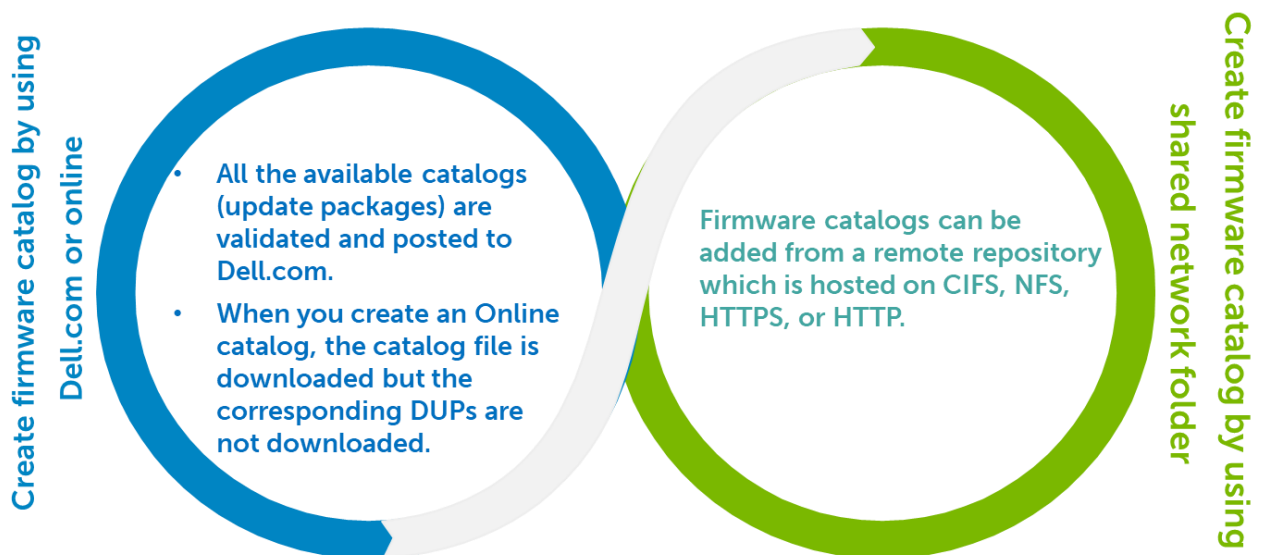 Create firmware catalog by using
Dell.com or online
• All the available catalogs
(update packages) are
validated and posted to
Dell.com.
• When you create an Online
catalog, the catalog file is
downloaded but the
corresponding DUPs are
not downloaded.
Firmware catalogs can be
added from a remote repository
which is hosted on CIFS, NFS,
HTTPS, or HTTP.
Create firmware catalog by using
shared network folder